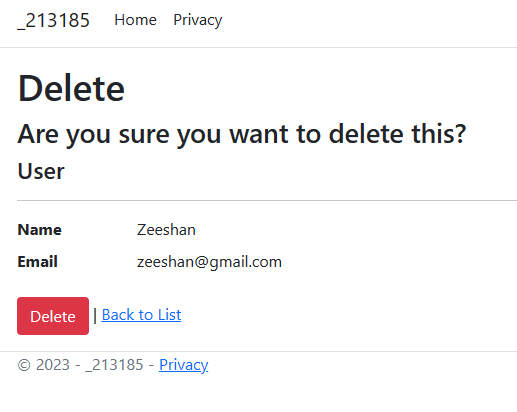 _213185 Home Privacy
Delete
Are you sure you want to delete this?
User
Name Zeeshan
Email zeeshan@gmail.com
Delete | Back to List
© 2023 - _213185 - Privacy